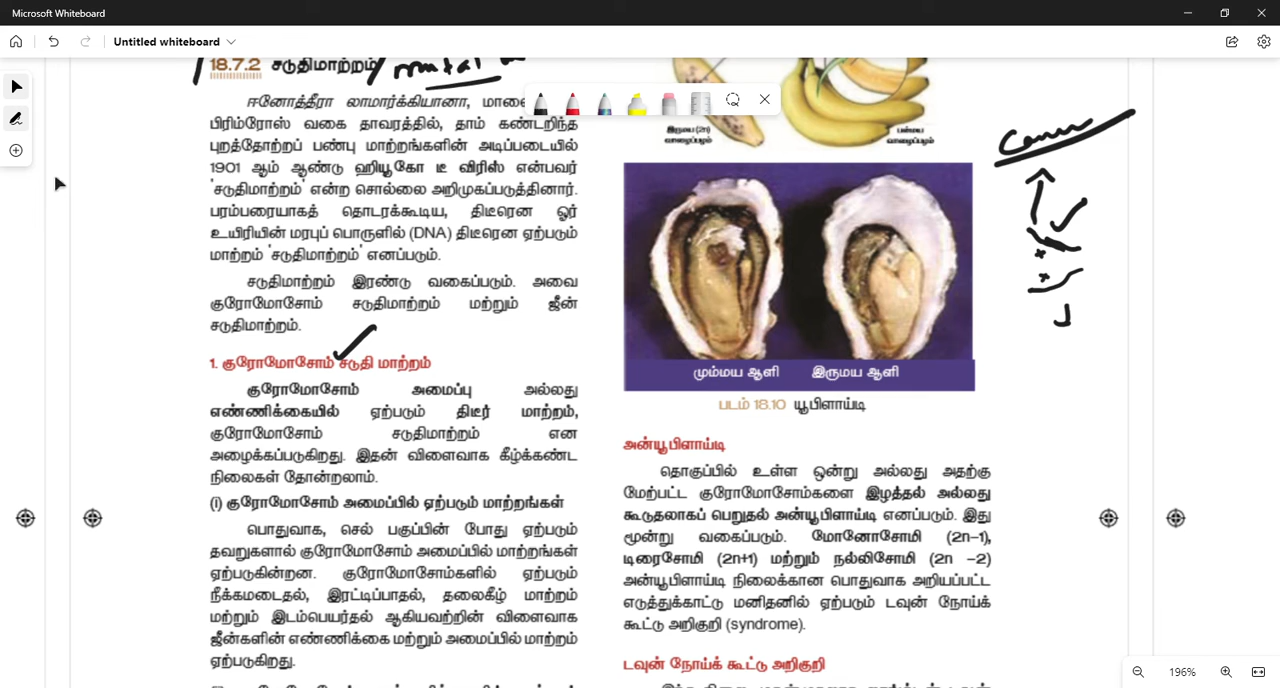 Microsoft Whiteboard
Untitled whiteboard
18.7.2 சடுதிமாற்றம்
ஈனோத்தீரா லாமார்க்கியானா, மாலை
பிரிம்ரோஸ் வகை தாவரத்தில், தாம் கண்டறிந்த
புறத்தோற்றப் பண்பு மாற்றங்களின் அடிப்படையில்
1901 ஆம் ஆண்டு ஹியூகோ டீ விரிஸ் என்பவர்
'சடுதிமாற்றம்' என்ற சொல்லை அறிமுகப்படுத்தினார்.
பரம்பரையாகத் தொடரக்கூடிய, திடீரென ஓர்
உயிரியின் மரபுப் பொருளில் (DNA) திடீரென ஏற்படும்
மாற்றம் 'சடுதிமாற்றம்' எனப்படும்.
சடுதிமாற்றம் இரண்டு வகைப்படும். அவை
குரோமோசோம் சடுதிமாற்றம் மற்றும் ஜீன்
சடுதிமாற்றம்.
1. குரோமோசோம் சடுதி மாற்றம்
குரோமோசோம் அமைப்பு அல்லது
எண்ணிக்கையில் ஏற்படும் திடீர் மாற்றம்,
குரோமோசோம் சடுதிமாற்றம் என
அழைக்கப்படுகிறது. இதன் விளைவாக கீழ்க்கண்ட
நிலைகள் தோன்றலாம்.
(i) குரோமோசோம் அமைப்பில் ஏற்படும் மாற்றங்கள்
பொதுவாக, செல் பகுப்பின் போது ஏற்படும்
தவறுகளால் குரோமோசோம் அமைப்பில் மாற்றங்கள்
ஏற்படுகின்றன. குரோமோசோம்களில் ஏற்படும்
நீக்கமடைதல், இரட்டிப்பாதல், தலைகீழ் மாற்றம்
மற்றும் இடம்பெயர்தல் ஆகியவற்றின் விளைவாக
ஜீன்களின் எண்ணிக்கை மற்றும் அமைப்பில் மாற்றம்
ஏற்படுகிறது.
இருமய (2n) பன்மய
வாழைப்பழம் வாழைப்பழம்
மும்மய ஆளி இருமய ஆளி
படம் 18.10 யூபிளாய்டி
அன்யூபிளாய்டி
தொகுப்பில் உள்ள ஒன்று அல்லது அதற்கு
மேற்பட்ட குரோமோசோம்களை இழத்தல் அல்லது
கூடுதலாகப் பெறுதல் அன்யூபிளாய்டி எனப்படும். இது
மூன்று வகைப்படும். மோனோசோமி (2n–1),
டிரைசோமி (2n+1) மற்றும் நல்லிசோமி (2n –2)
அன்யூபிளாய்டி நிலைக்கான பொதுவாக அறியப்பட்ட
எடுத்துக்காட்டு மனிதனில் ஏற்படும் டவுன் நோய்க்
கூட்டு அறிகுறி (syndrome).
டவுன் நோய்க் கூட்டு அறிகுறி
196%